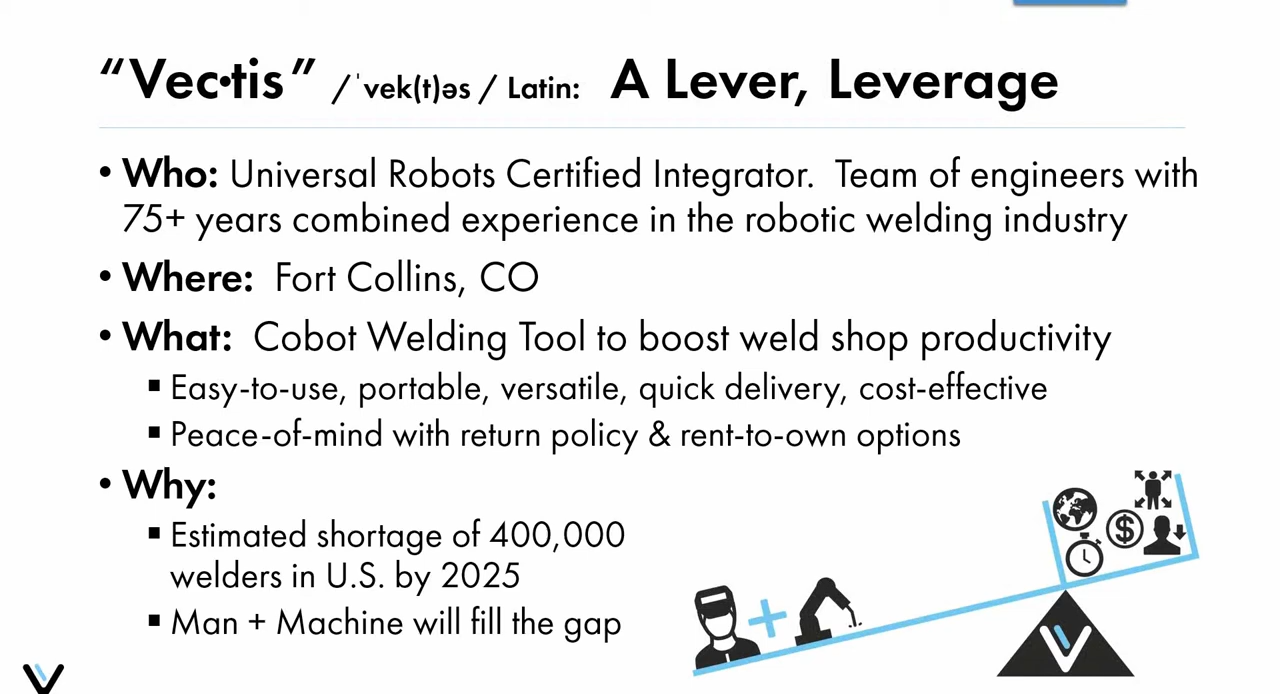 “Vec•tis” /ˈvek(t)əs / Latin: A Lever, Leverage
• Who: Universal Robots Certified Integrator. Team of engineers with
75+ years combined experience in the robotic welding industry
• Where: Fort Collins, CO
• What: Cobot Welding Tool to boost weld shop productivity
▪ Easy-to-use, portable, versatile, quick delivery, cost-effective
▪ Peace-of-mind with return policy & rent-to-own options
• Why:
▪ Estimated shortage of 400,000
welders in U.S. by 2025
▪ Man + Machine will fill the gap
$
+